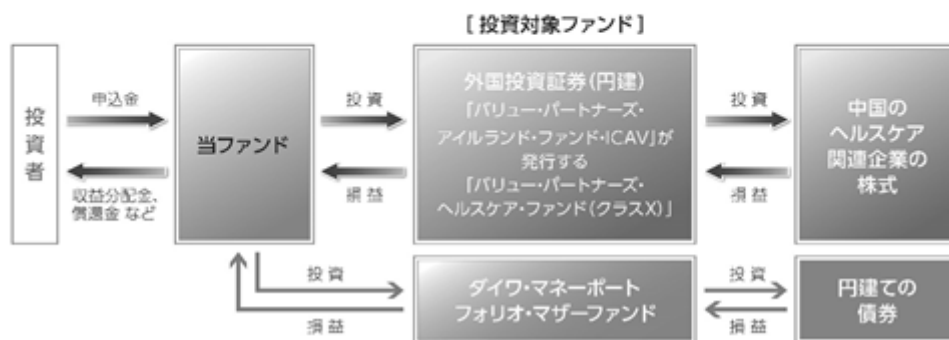 [投資対象ファンド]
投資者
申込金
収益分配金、
償還金 など
当ファンド
投資
損益
外国投資証券(円建)
「バリュー・パートナーズ・
アイルランド・ファンド・ICAV」が
発行する
「バリュー・パートナーズ・
ヘルスケア・ファンド(クラスX)」
投資
損益
中国の
ヘルスケア
関連企業の
株式
投資
損益
ダイワ・マネーポート
フォリオ・マザーファンド
投資
損益
円建ての
債券